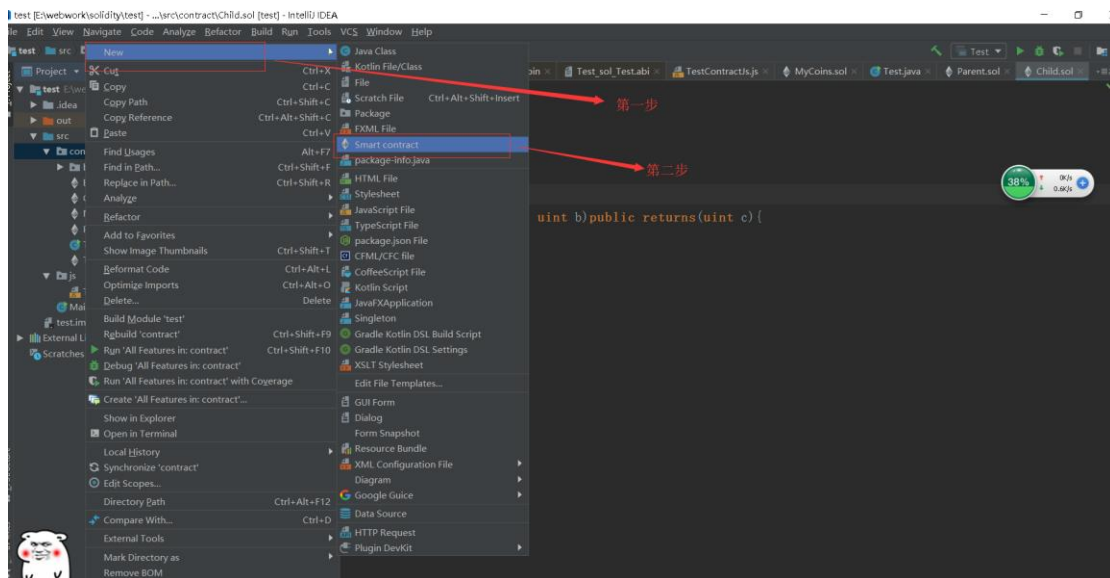 test [E:\webwork\solidity\test] - ...\src\contract\Child.sol [test] - IntelliJ IDEA
File Edit View Navigate Code Analyze Refactor Build Run Tools VCS Window Help
test src
Test
Project
Test_sol_Test.abi TestContractJs.js MyCoins.sol Test.java Parent.sol Child.sol
test
.idea
out
src
js
External
Scratches
New
Cut Ctrl+X
Copy Ctrl+C
Copy Path Ctrl+Shift+C
Copy Reference Ctrl+Alt+Shift+C
Paste Ctrl+V
Find Usages Alt+F7
Find in Path... Ctrl+Shift+F
Replace in Path... Ctrl+Shift+R
Analyze
Refactor
Add to Favorites
Show Image Thumbnails Ctrl+Shift+T
Reformat Code Ctrl+Alt+L
Optimize Imports Ctrl+Alt+O
Delete... Delete
Build Module 'test'
Rebuild 'contract' Ctrl+Shift+F9
Run 'All Features in: contract' Ctrl+Shift+F10
Debug 'All Features in: contract'
Run 'All Features in: contract' with Coverage
Create 'All Features in: contract'...
Show in Explorer
Open in Terminal
Local History
Synchronize 'contract'
Edit Scopes...
Directory Path Ctrl+Alt+F12
Compare With... Ctrl+D
External Tools
Mark Directory as
Remove BOM
Java Class
Kotlin File/Class
File
Scratch File Ctrl+Alt+Shift+Insert
Package
FXML File
Smart contract
package-info.java
HTML File
Stylesheet
JavaScript File
TypeScript File
package.json File
CFML/CFC file
CoffeeScript File
Kotlin Script
JavaFXApplication
Singleton
Gradle Kotlin DSL Build Script
Gradle Kotlin DSL Settings
XSLT Stylesheet
Edit File Templates...
GUI Form
Dialog
Form Snapshot
Resource Bundle
XML Configuration File
Diagram
Google Guice
Data Source
HTTP Request
Plugin DevKit
第一步
第二步
uint b)public returns(uint c){
38%
0K/s
0.6K/s